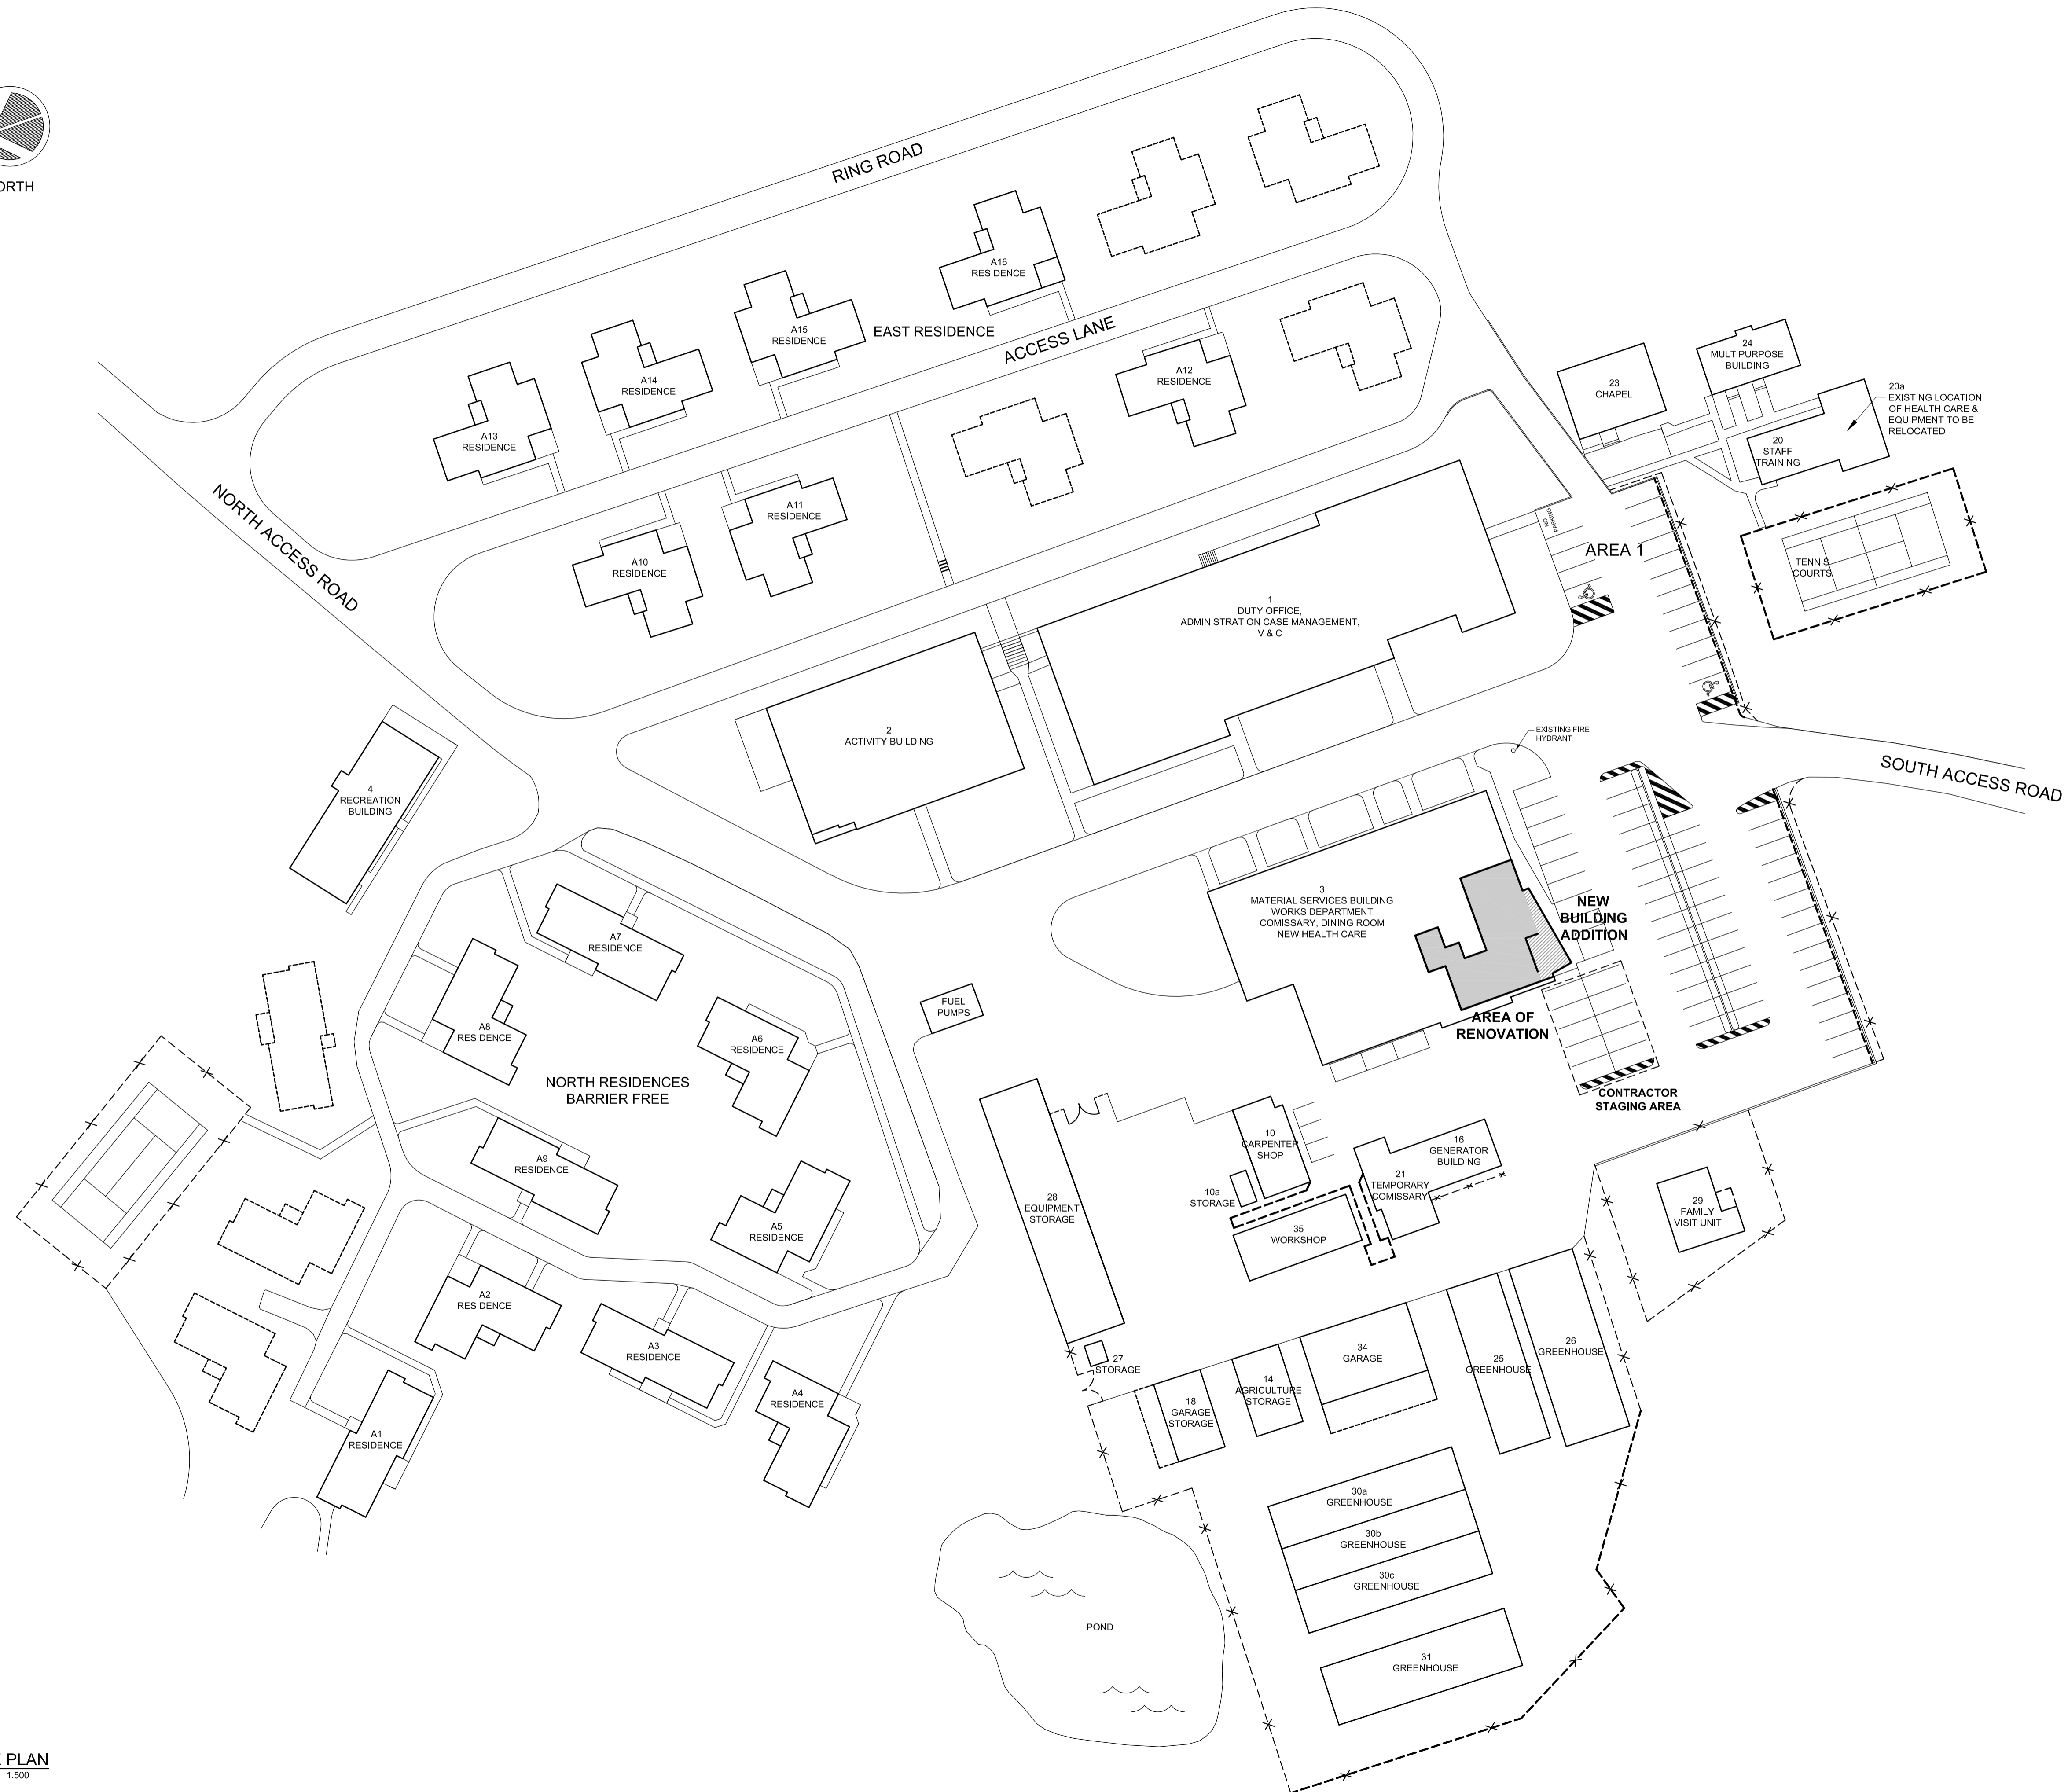 ORTH
RING ROAD
A16
RESIDENCE
A15
RESIDENCE
EAST RESIDENCE
ACCESS LANE
A14
RESIDENCE
A13
RESIDENCE
A12
RESIDENCE
A11
RESIDENCE
A10
RESIDENCE
NORTH ACCESS ROAD
24
MULTIPURPOSE
BUILDING
23
CHAPEL
20a
EXISTING LOCATION
OF HEALTH CARE &
EQUIPMENT TO BE
RELOCATED
20
STAFF
TRAINING
NO
PARKING
AREA 1
TENNIS
COURTS
1
DUTY OFFICE,
ADMINISTRATION CASE MANAGEMENT,
V & C
2
ACTIVITY BUILDING
EXISTING FIRE
HYDRANT
SOUTH ACCESS ROAD
4
RECREATION
BUILDING
3
MATERIAL SERVICES BUILDING
WORKS DEPARTMENT
COMISSARY, DINING ROOM
NEW HEALTH CARE
NEW
BUILDING
ADDITION
AREA OF
RENOVATION
CONTRACTOR
STAGING AREA
A7
RESIDENCE
A8
RESIDENCE
A6
RESIDENCE
FUEL
PUMPS
NORTH RESIDENCES
BARRIER FREE
A9
RESIDENCE
A5
RESIDENCE
A2
RESIDENCE
A3
RESIDENCE
A4
RESIDENCE
A1
RESIDENCE
28
EQUIPMENT
STORAGE
10
CARPENTER
SHOP
10a
STORAGE
16
GENERATOR
BUILDING
21
TEMPORARY
COMISSARY
35
WORKSHOP
29
FAMILY
VISIT UNIT
27
STORAGE
18
GARAGE
STORAGE
14
AGRICULTURE
STORAGE
34
GARAGE
25
GREENHOUSE
26
GREENHOUSE
30a
GREENHOUSE
30b
GREENHOUSE
30c
GREENHOUSE
31
GREENHOUSE
POND
E PLAN
1:500